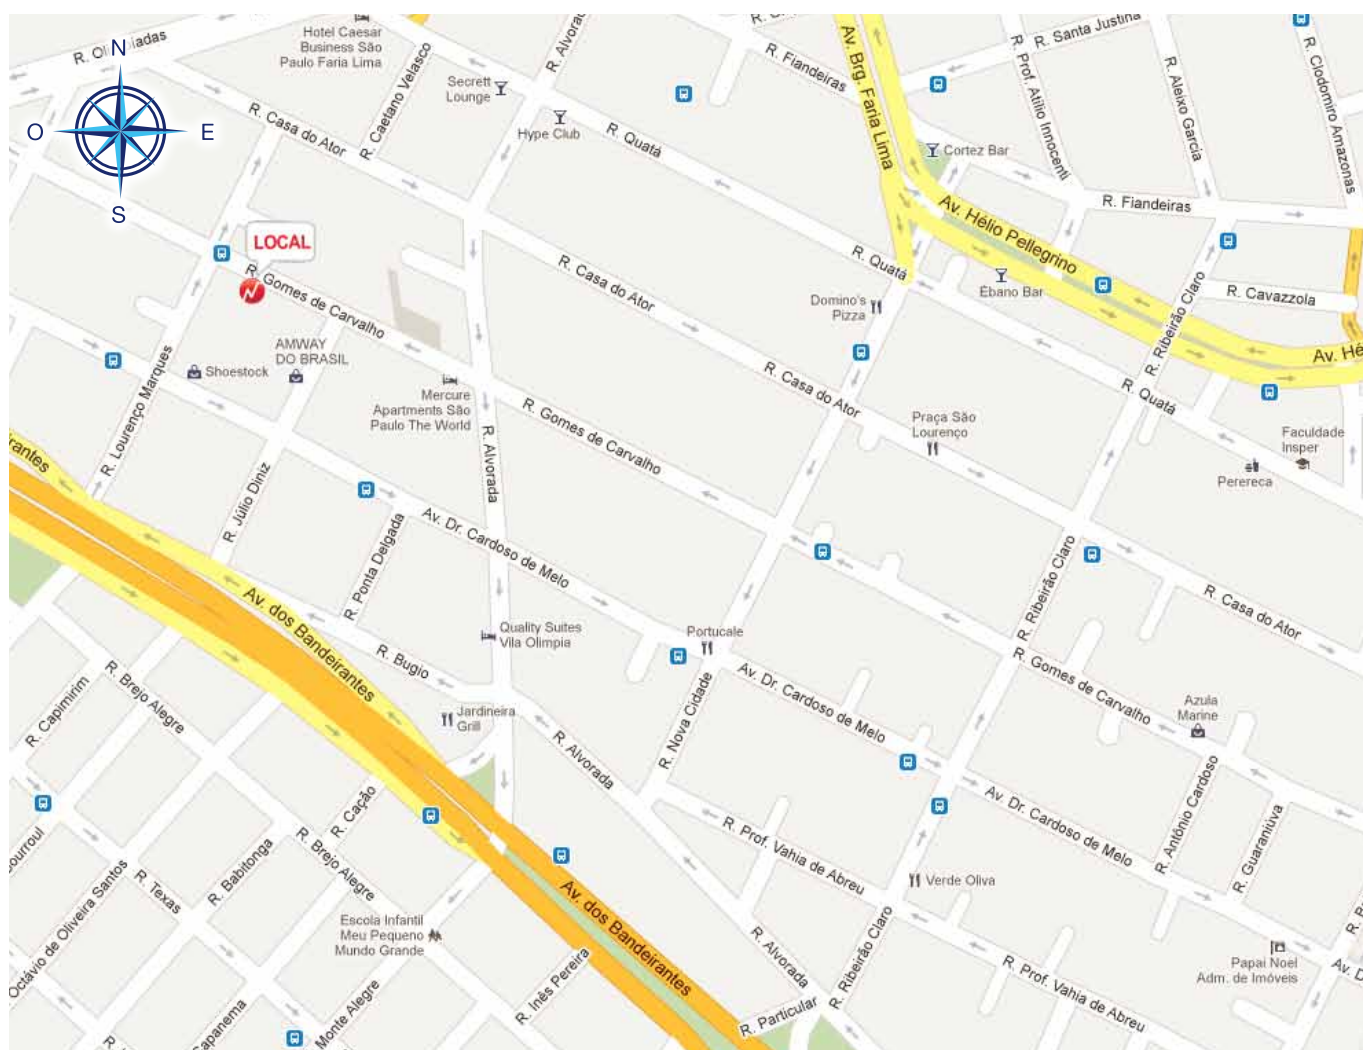 N
O
E
S
R. Santa Justina
Hotel Caesar
Business São
Paulo Faria Lima
R. Caetano Velasco
Secrett
Lounge
Hype Club
R. Fiandeiras
Av. Brg. Faria Lima
R. Prof. Atilio Innocenti
R. Aleixo Garcia
R. Clodomiro Amazonas
R. Casa do Ator
R. Quatá
Cortez Bar
R. Fiandeiras
Av. Hélio Pellegrino
LOCAL
R. Gomes de Carvalho
R. Casa do Ator
R. Quatá
Ébano Bar
R. Cavazzola
Domino's
Pizza
R. Ribeirão Claro
AMWAY
DO BRASIL
Shoestock
R. Lourenço Marques
Mercure
Apartments São
Paulo The World
R. Casa do Ator
R. Quatá
Praça São
Lourenço
Faculdade
Insper
Perereca
R. Gomes de Carvalho
R. Alvorada
R. Júlio Diniz
R. Ponta Delgada
Av. Dr. Cardoso de Melo
R. Ribeirão Claro
R. Casa do Ator
Av. dos Bandeirantes
Quality Suites
Vila Olimpia
Portucale
R. Bugio
R. Gomes de Carvalho
R. Capimirim
R. Brejo Alegre
Jardineira
Grill
R. Nova Cidade
Av. Dr. Cardoso de Melo
Azula
Marine
R. Alvorada
R. Cação
R. Brejo Alegre
R. Babitonga
R. Texas
R. Prof. Vahia de Abreu
Av. Dr. Cardoso de Melo
R. Antônio Cardoso
R. Guaraniúva
Verde Oliva
Octávio de Oliveira Santos
Escola Infantil
Meu Pequeno
Mundo Grande
Av. dos Bandeirantes
R. Alvorada
R. Ribeirão Claro
R. Inês Pereira
R. Particular
R. Prof. Vahia de Abreu
Papai Noel
Adm. de Imóveis
Monte Alegre